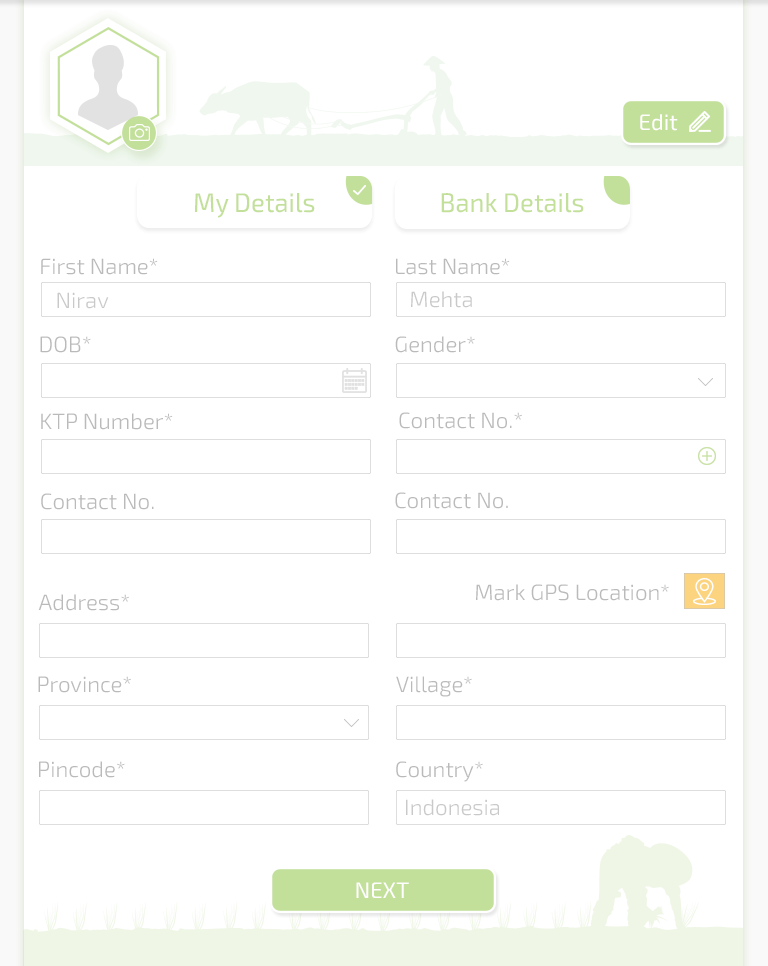 Edit
My Details
Bank Details
First Name*
Last Name*
Nirav
Mehta
DOB*
Gender*
KTP Number*
Contact No.*
Contact No.
Contact No.
Address*
Mark GPS Location*
Province*
Village*
Pincode*
Country*
Indonesia
NEXT